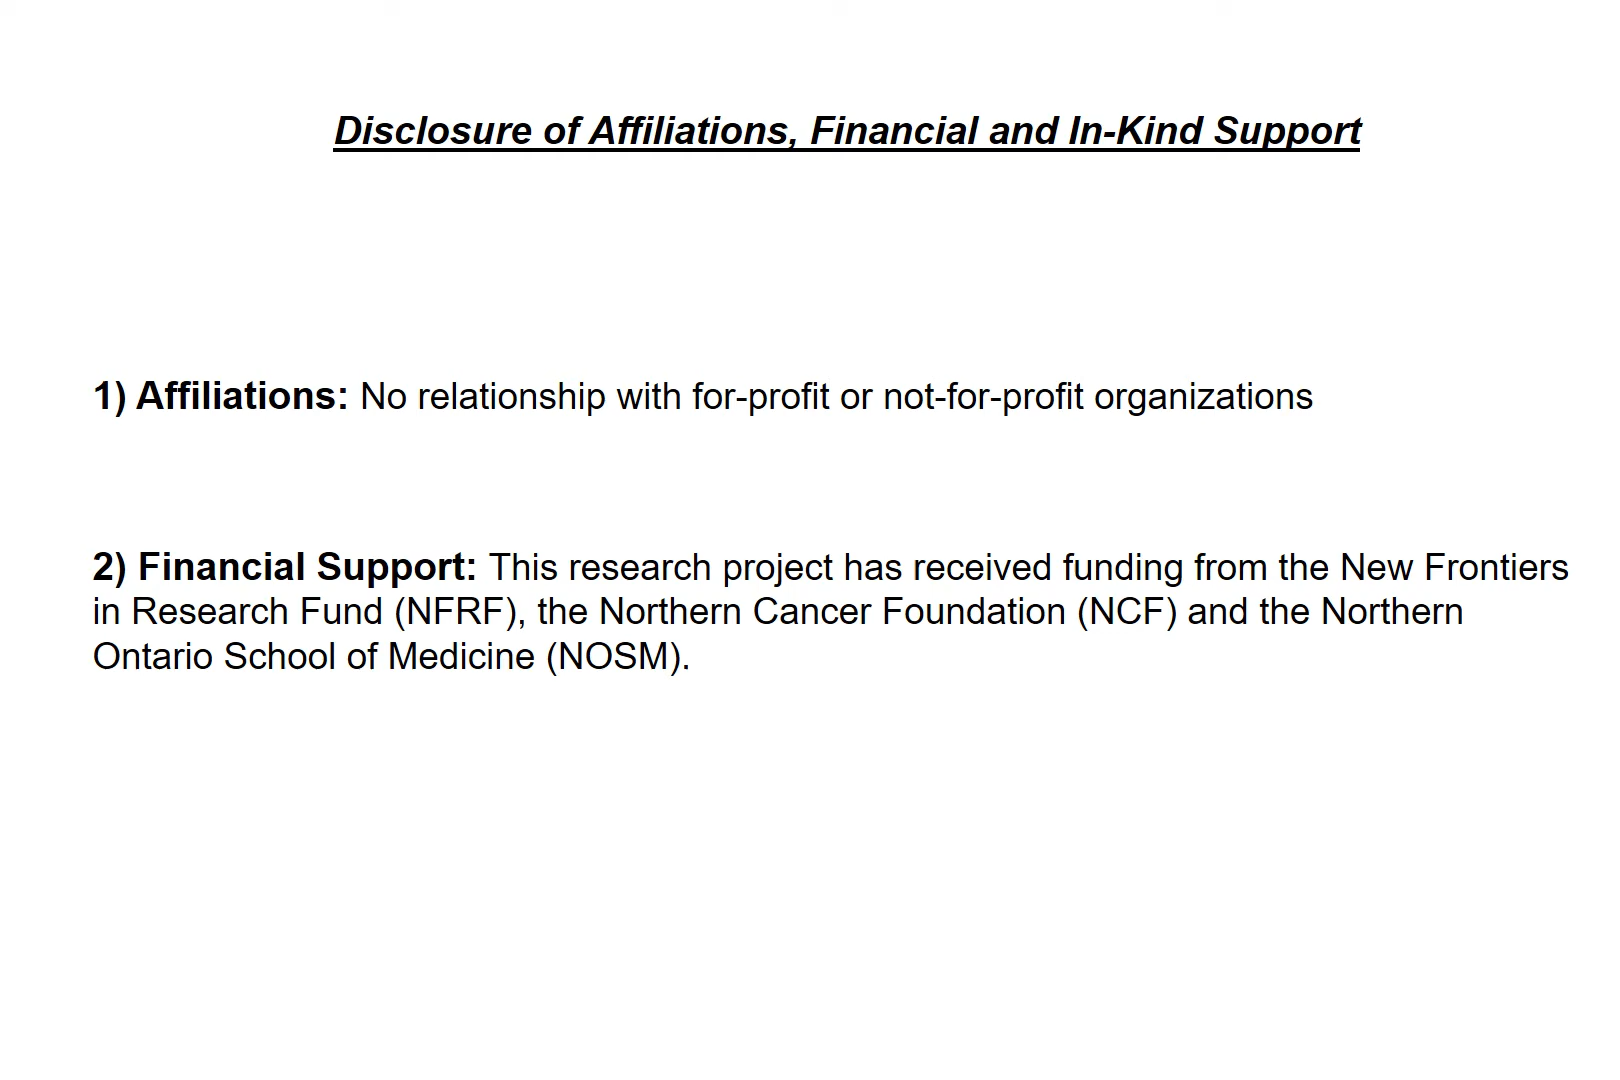 Disclosure of Affiliations, Financial and In-Kind Support
1) Affiliations: No relationship with for-profit or not-for-profit organizations
2) Financial Support: This research project has received funding from the New Frontiers
in Research Fund (NFRF), the Northern Cancer Foundation (NCF) and the Northern
Ontario School of Medicine (NOSM).